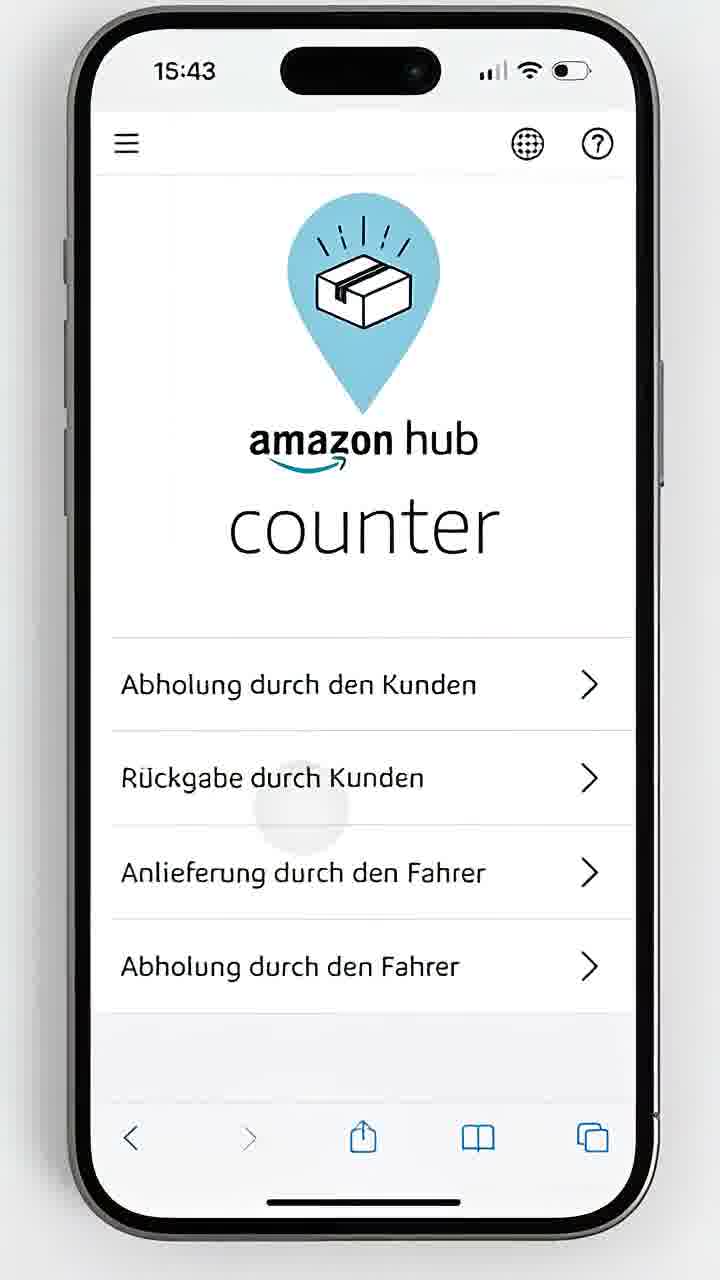 15:43
?
amazon hub
counter
Abholung durch den Kunden
Rückgabe durch Kunden
Anlieferung durch den Fahrer
Abholung durch den Fahrer